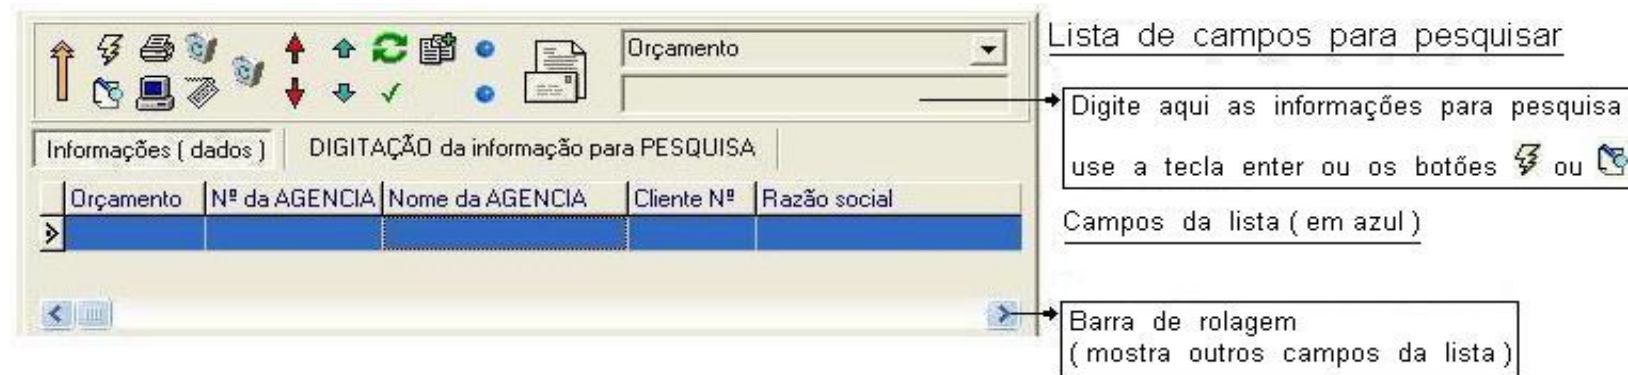 Orçamento
Lista de campos para pesquisar
Digite aqui as informações para pesquisa
use a tecla enter ou os botões ou
Informações ( dados )
DIGITAÇÃO da informação para PESQUISA
Orçamento Nº da AGENCIA Nome da AGENCIA Cliente Nº Razão social
Campos da lista ( em azul )
Barra de rolagem
( mostra outros campos da lista )